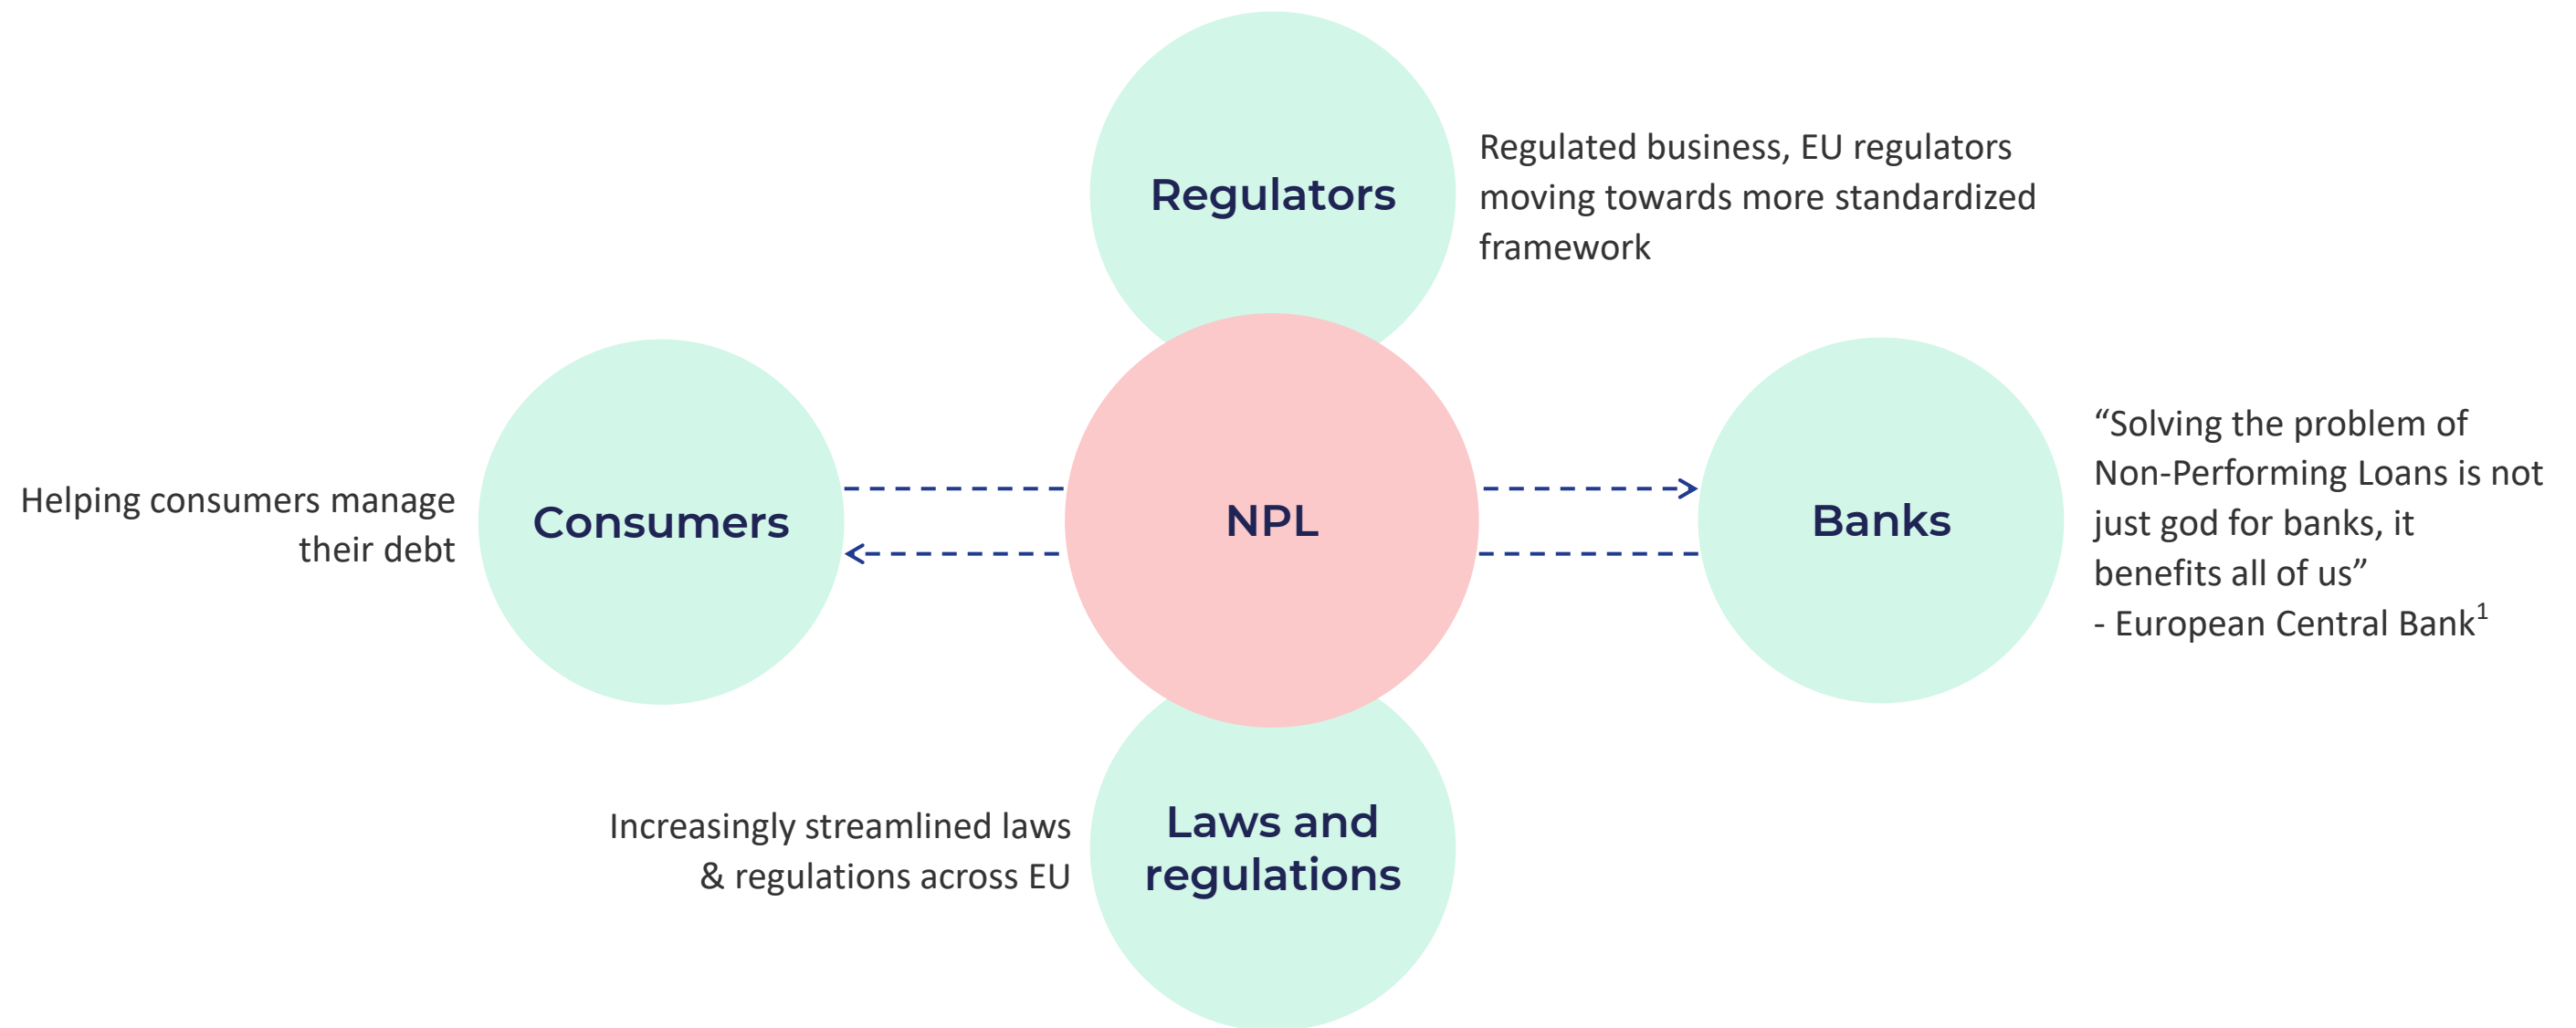 Regulators
Regulated business, EU regulators
moving towards more standardized
framework
Helping consumers manage
their debt
Consumers
NPL
Banks
“Solving the problem of
Non-Performing Loans is not
just god for banks, it
benefits all of us”
- European Central Bank¹
Increasingly streamlined laws
& regulations across EU
Laws and
regulations